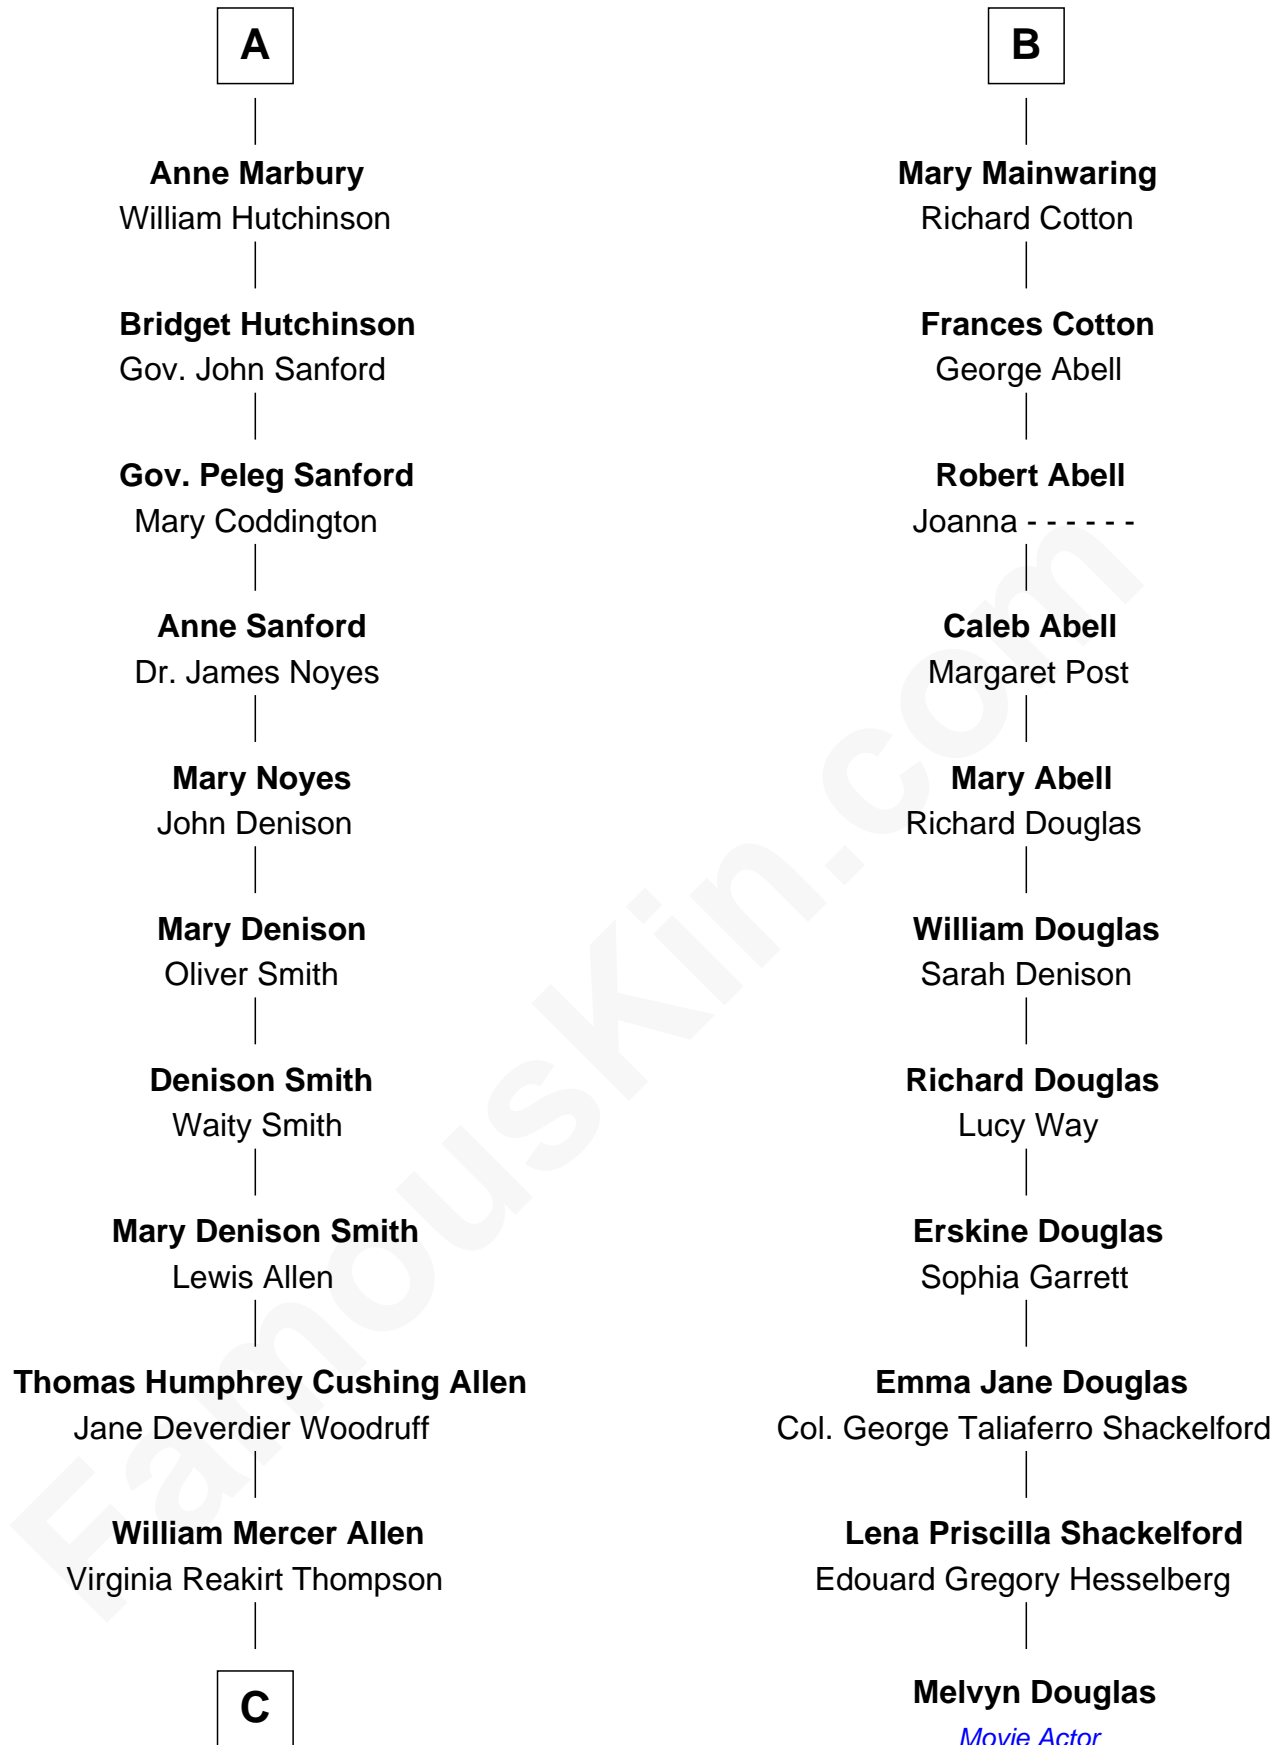 A
Anne Marbury
William Hutchinson
Bridget Hutchinson
Gov. John Sanford
Gov. Peleg Sanford
Mary Coddington
Anne Sanford
Dr. James Noyes
Mary Noyes
John Denison
Mary Denison
Oliver Smith
Denison Smith
Waity Smith
Mary Denison Smith
Lewis Allen
Thomas Humphrey Cushing Allen
Jane Deverdier Woodruff
William Mercer Allen
Virginia Reakirt Thompson
C
B
Mary Mainwaring
Richard Cotton
Frances Cotton
George Abell
Robert Abell
Joanna - - - - - -
Caleb Abell
Margaret Post
Mary Abell
Richard Douglas
William Douglas
Sarah Denison
Richard Douglas
Lucy Way
Erskine Douglas
Sophia Garrett
Emma Jane Douglas
Col. George Taliaferro Shackelford
Lena Priscilla Shackelford
Edouard Gregory Hesselberg
Melvyn Douglas
Movie Actor
FamousKin.com